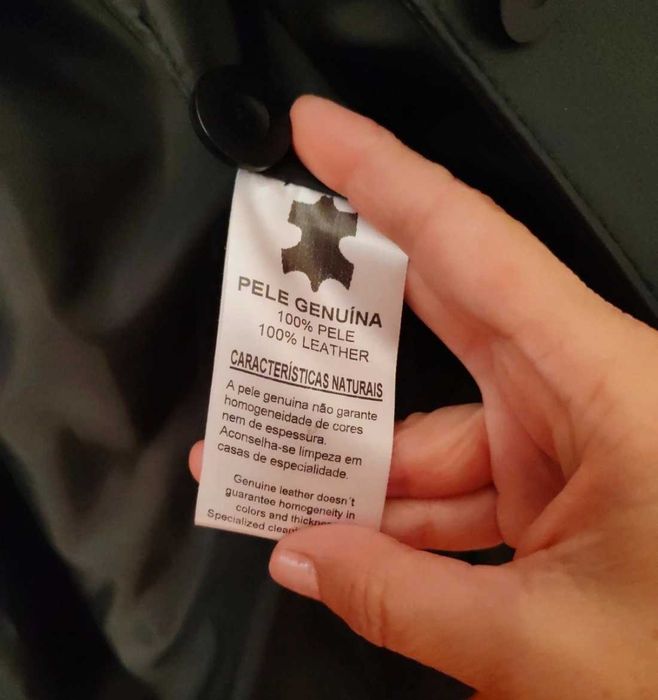 PELE GENUÍNA
100% PELE
100% LEATHER
CARACTERÍSTICAS NATURAIS
A pele genuina não garante
homogeneidade de cores
nem de espessura.
Aconselha-se limpeza em
casas de especialidade.
Genuine leather doesn´t
guarantee homogeneity in
colors and
Specialized